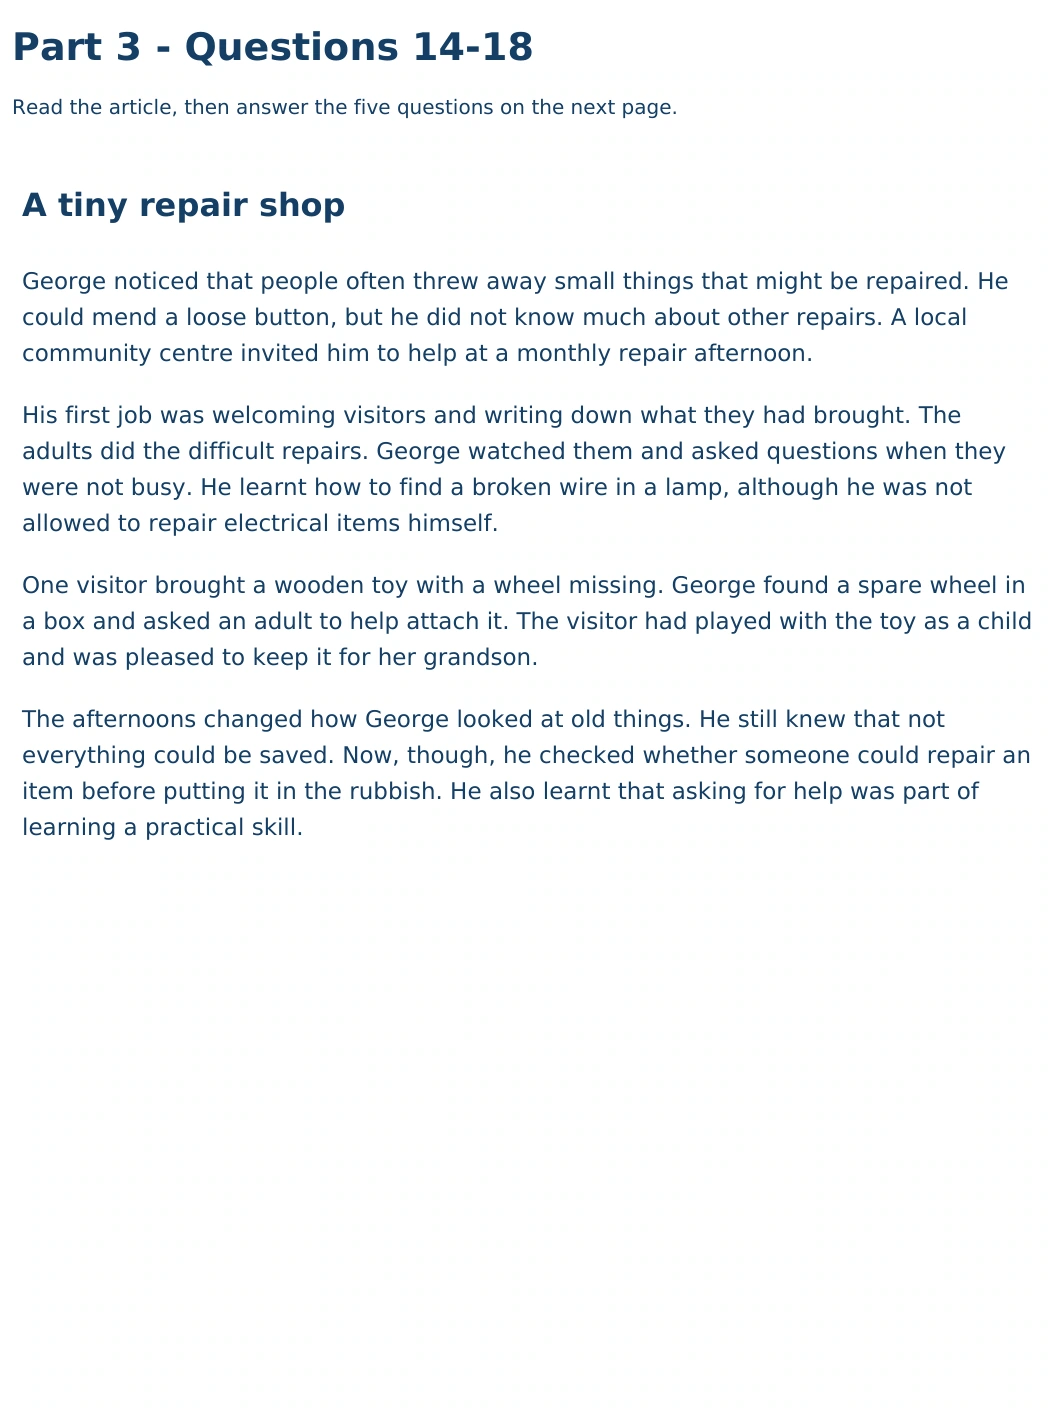 Part 3 - Questions 14-18
Read the article, then answer the five questions on the next page.
A tiny repair shop
George noticed that people often threw away small things that might be repaired. He
could mend a loose button, but he did not know much about other repairs. A local
community centre invited him to help at a monthly repair afternoon.
His first job was welcoming visitors and writing down what they had brought. The
adults did the difficult repairs. George watched them and asked questions when they
were not busy. He learnt how to find a broken wire in a lamp, although he was not
allowed to repair electrical items himself.
One visitor brought a wooden toy with a wheel missing. George found a spare wheel in
a box and asked an adult to help attach it. The visitor had played with the toy as a child
and was pleased to keep it for her grandson.
The afternoons changed how George looked at old things. He still knew that not
everything could be saved. Now, though, he checked whether someone could repair an
item before putting it in the rubbish. He also learnt that asking for help was part of
learning a practical skill.